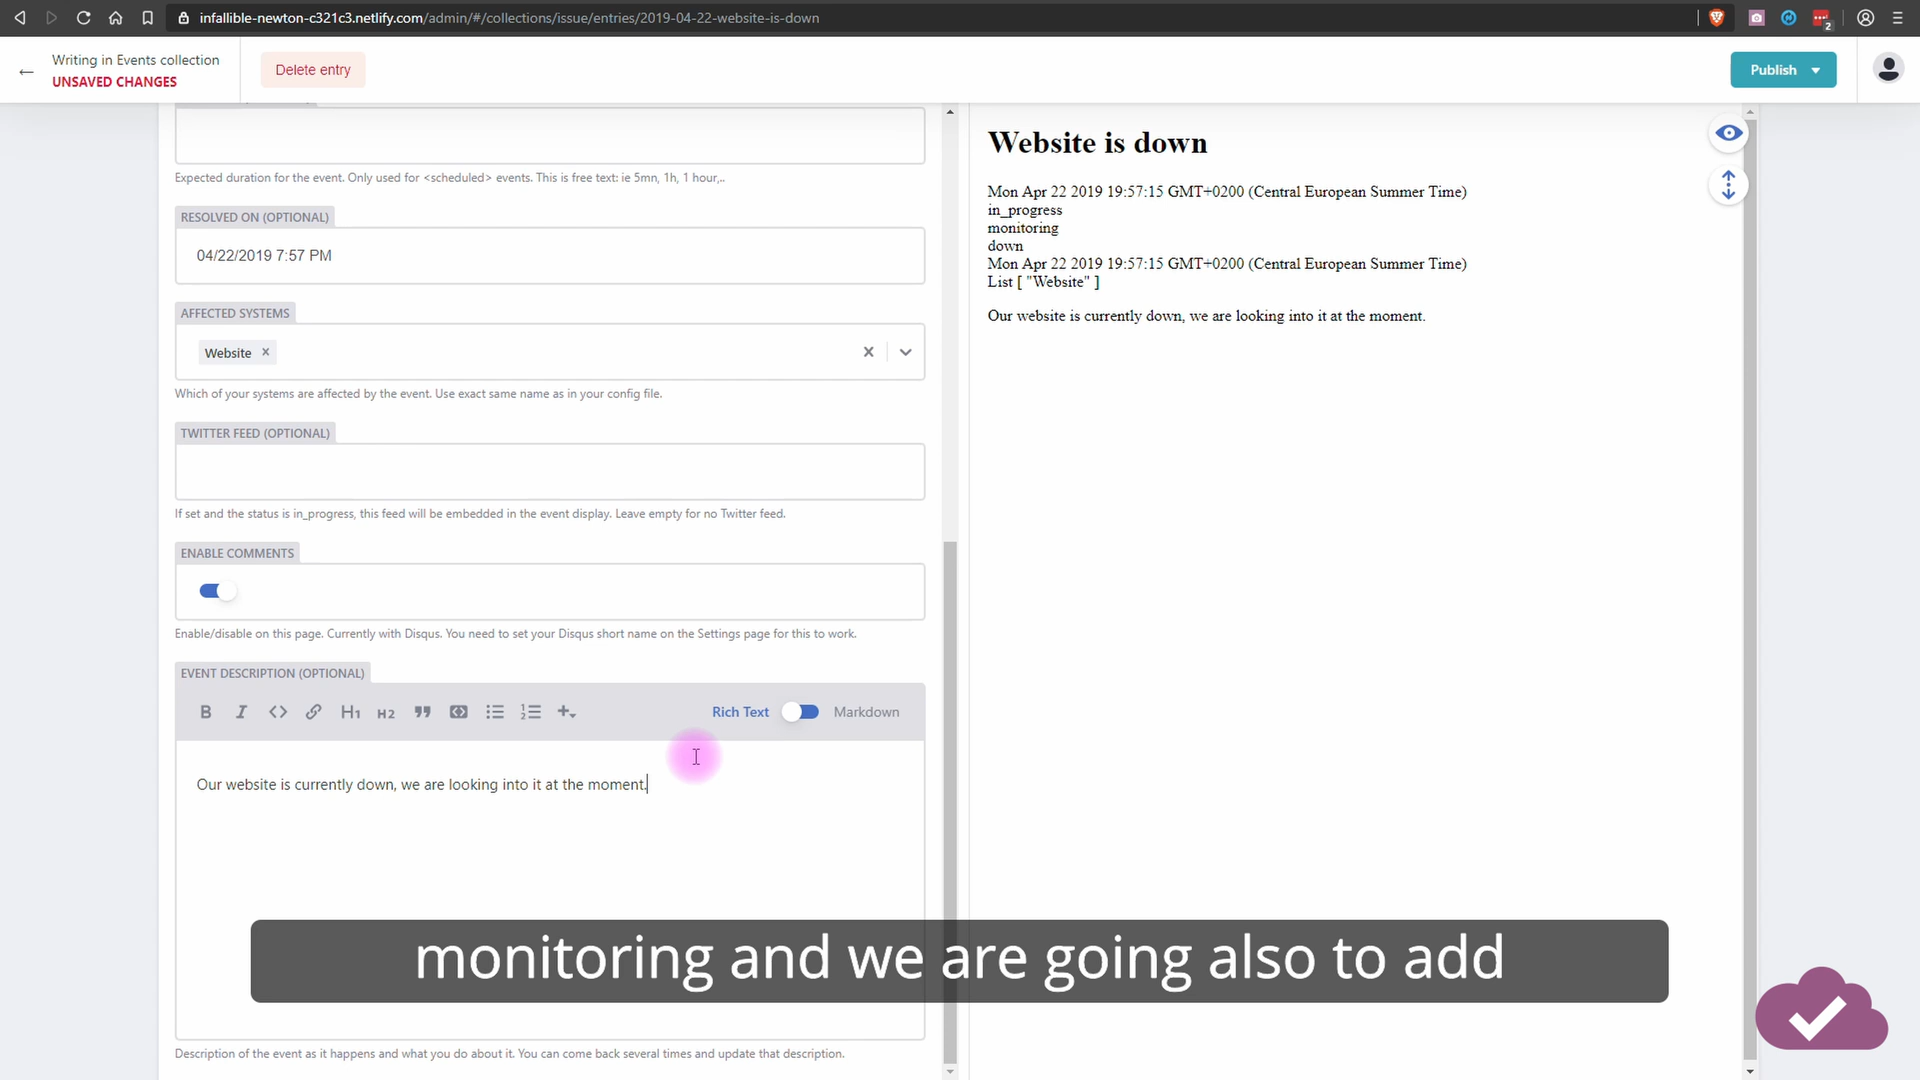 infallible-newton-c321c3.netlify.com/admin/#/collections/issue/entries/2019-04-22-website-is-down
2
Writing in Events collection
UNSAVED CHANGES
Delete entry
Publish
Expected duration for the event. Only used for <scheduled> events. This is free text: ie 5mn, 1h, 1 hour,..
RESOLVED ON (OPTIONAL)
04/22/2019 7:57 PM
AFFECTED SYSTEMS
Website
Which of your systems are affected by the event. Use exact same name as in your config file.
TWITTER FEED (OPTIONAL)
If set and the status is in_progress, this feed will be embedded in the event display. Leave empty for no Twitter feed.
ENABLE COMMENTS
Enable/disable on this page. Currently with Disqus. You need to set your Disqus short name on the Settings page for this to work.
EVENT DESCRIPTION (OPTIONAL)
B I H1 H2 Rich Text Markdown
Our website is currently down, we are looking into it at the moment.
Description of the event as it happens and what you do about it. You can come back several times and update that description.
Website is down
Mon Apr 22 2019 19:57:15 GMT+0200 (Central European Summer Time)
in_progress
monitoring
down
Mon Apr 22 2019 19:57:15 GMT+0200 (Central European Summer Time)
List [ "Website" ]
Our website is currently down, we are looking into it at the moment.
monitoring and we are going also to add